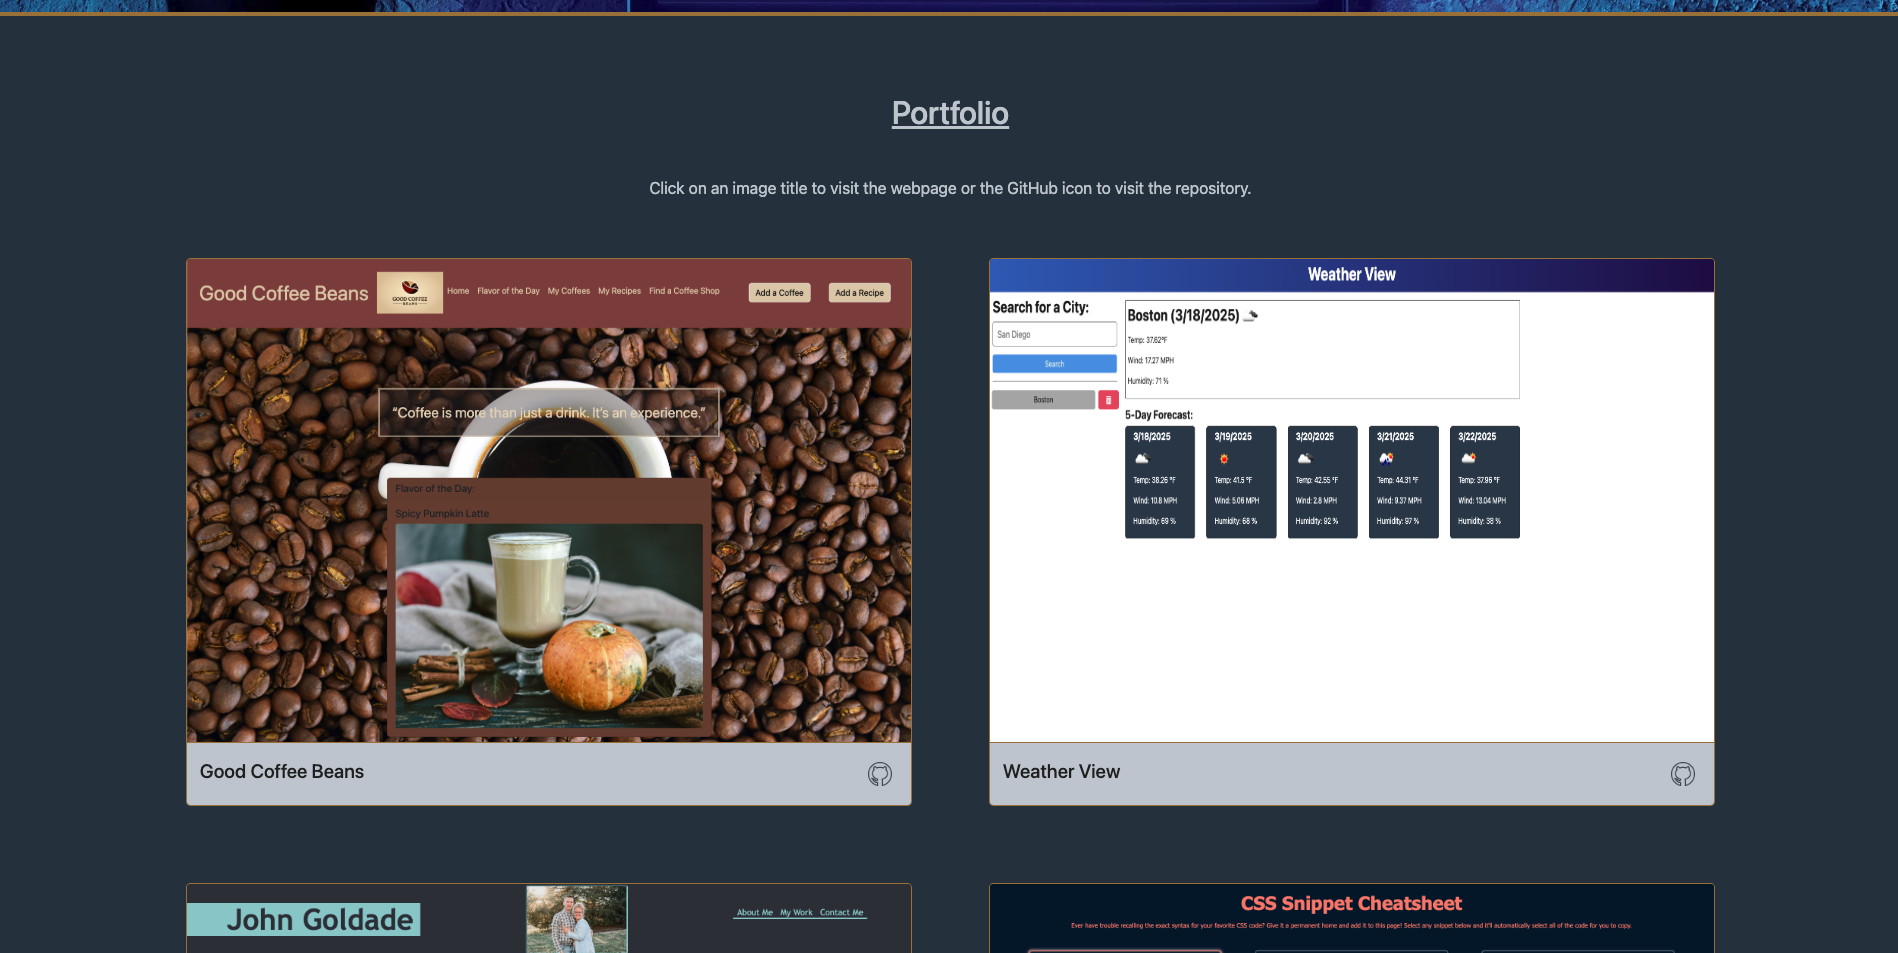 Portfolio
Click on an image title to visit the webpage or the GitHub icon to visit the repository.
Good Coffee Beans
GOOD COFFEE
BEANS
Home Flavor of the Day My Coffees My Recipes Find a Coffee Shop
Add a Coffee Add a Recipe
“Coffee is more than just a drink. It’s an experience.”
Flavor of the Day:
Spicy Pumpkin Latte
Good Coffee Beans
Weather View
Search for a City:
San Diego
Search
Boston
Boston (3/18/2025)
Temp: 37.62°F
Wind: 17.27 MPH
Humidity: 71 %
5-Day Forecast:
3/18/2025
Temp: 38.26 °F
Wind: 10.8 MPH
Humidity: 69 %
3/19/2025
Temp: 41.5 °F
Wind: 5.06 MPH
Humidity: 68 %
3/20/2025
Temp: 42.55 °F
Wind: 2.8 MPH
Humidity: 92 %
3/21/2025
Temp: 44.31 °F
Wind: 9.37 MPH
Humidity: 97 %
3/22/2025
Temp: 37.96 °F
Wind: 13.04 MPH
Humidity: 38 %
Weather View
John Goldade
About Me My Work Contact Me
CSS Snippet Cheatsheet
Ever have trouble recalling the exact syntax for your favorite CSS code? Give it a permanent home and add it to this page! Select any snippet below and it'll automatically select all of the code for you to copy.